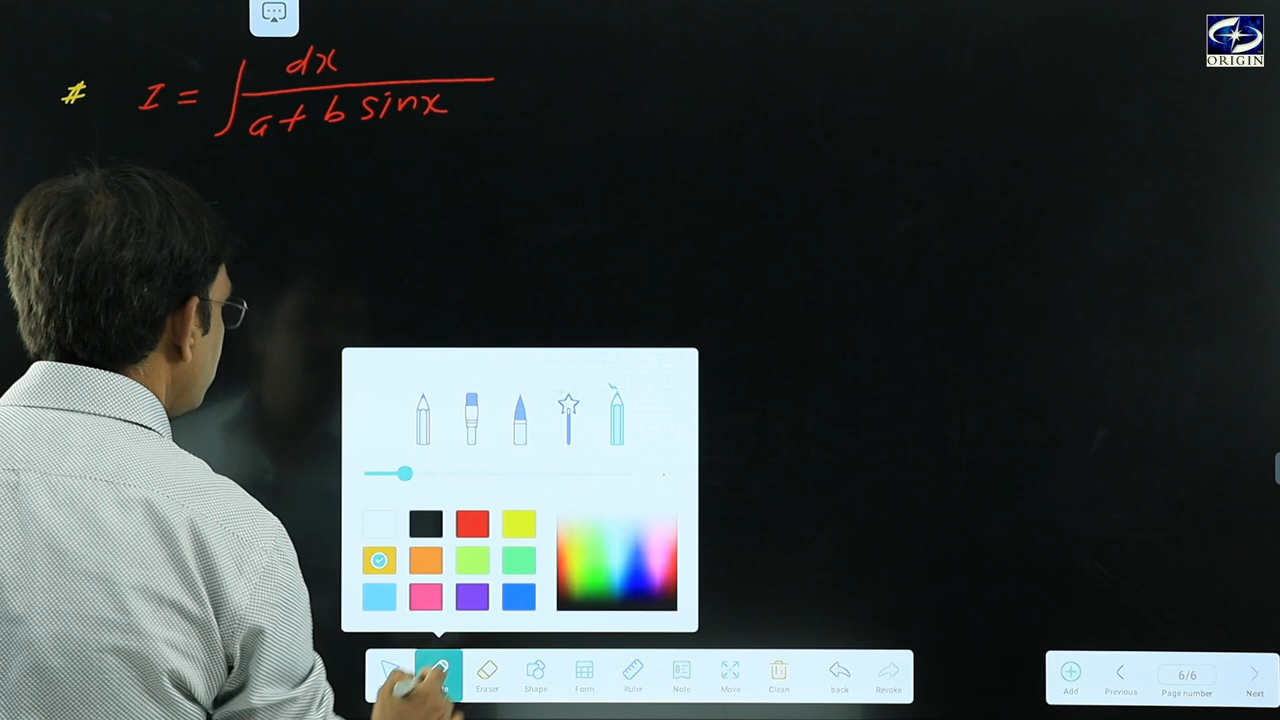 ORIGIN
# I = ∫ dx / (a + b sinx)
Eraser
Shape
Form
Ruler
Note
Move
Clean
back
Revoke
Add
Previous
6/6
Page number
Next